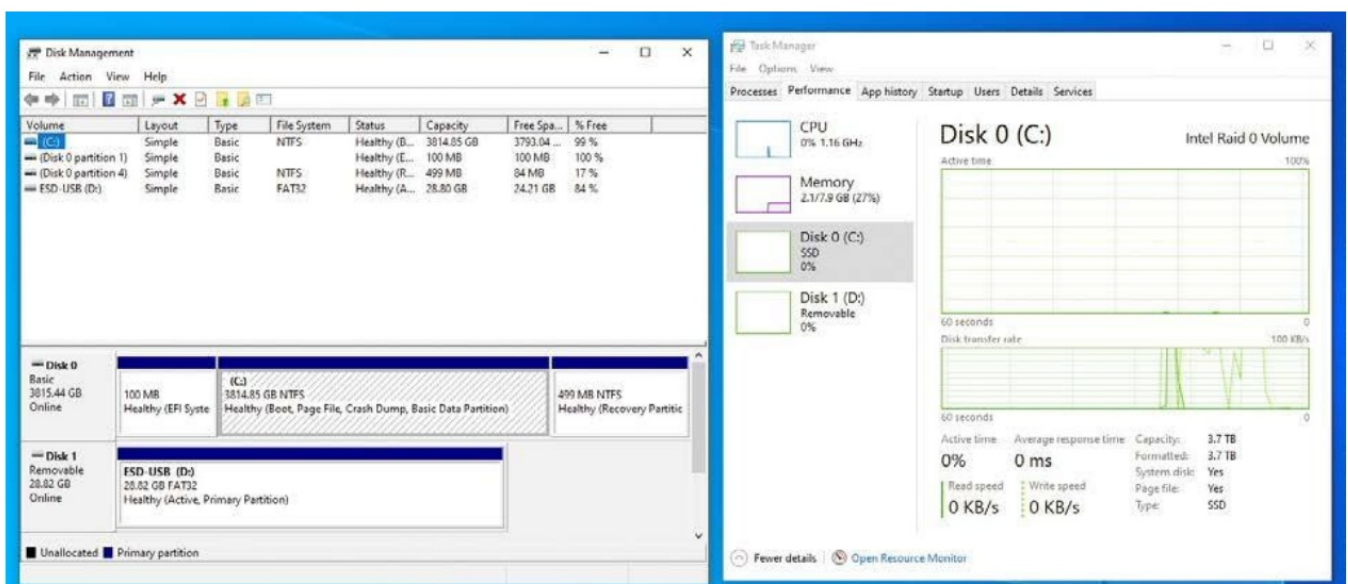 Disk Management
File Action View Help
Volume Layout Type File System Status Capacity Free Spa... % Free
(C:) Simple Basic NTFS Healthy (B... 3814.85 GB 3793.04 ... 99 %
(Disk 0 partition 1) Simple Basic Healthy (E... 100 MB 100 MB 100 %
(Disk 0 partition 4) Simple Basic NTFS Healthy (R... 499 MB 84 MB 17 %
ESD-USB (D:) Simple Basic FAT32 Healthy (A... 28.80 GB 24.21 GB 84 %
Disk 0
Basic
3815.44 GB
Online
100 MB
Healthy (EFI Syste
(C:)
3814.85 GB NTFS
Healthy (Boot, Page File, Crash Dump, Basic Data Partition)
499 MB NTFS
Healthy (Recovery Partitic
Disk 1
Removable
28.82 GB
Online
ESD-USB (D:)
28.82 GB FAT32
Healthy (Active, Primary Partition)
Unallocated Primary partition
Task Manager
File Options View
Processes Performance App history Startup Users Details Services
CPU
0% 1.16 GHz
Memory
2.1/7.9 GB (27%)
Disk 0 (C:)
SSD
0%
Disk 1 (D:)
Removable
0%
Disk 0 (C:) Intel Raid 0 Volume
Active time 100%
60 seconds 0
Disk transfer rate 100 KB/s
60 seconds 0
Active time Average response time Capacity: 3.7 TB
0% 0 ms Formatted: 3.7 TB
System disk: Yes
Read speed Write speed Page file: Yes
0 KB/s 0 KB/s Type: SSD
Fewer details Open Resource Monitor